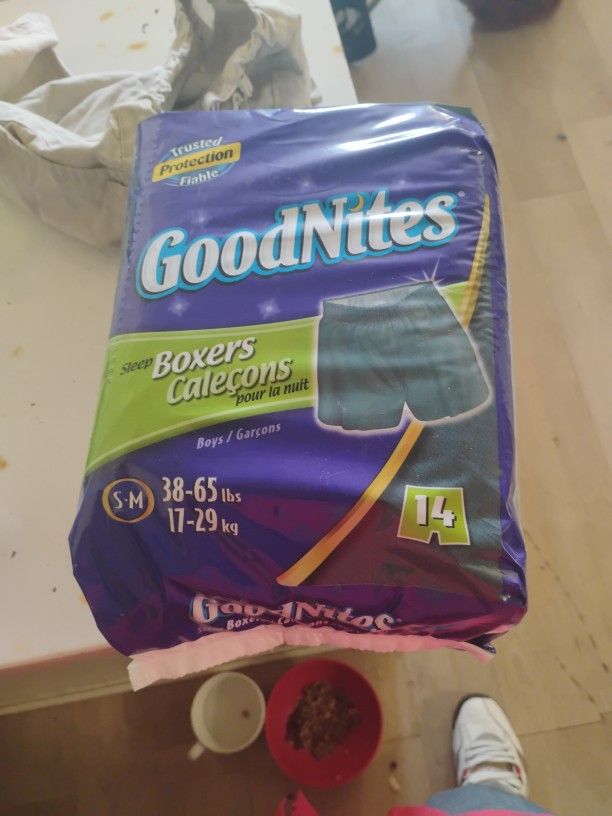 Trusted
Protection
Fiable
GoodNites®
Sleep Boxers
Caleçons
pour la nuit
Boys / Garçons
S-M
38-65 lbs
17-29 kg
14
GoodNites